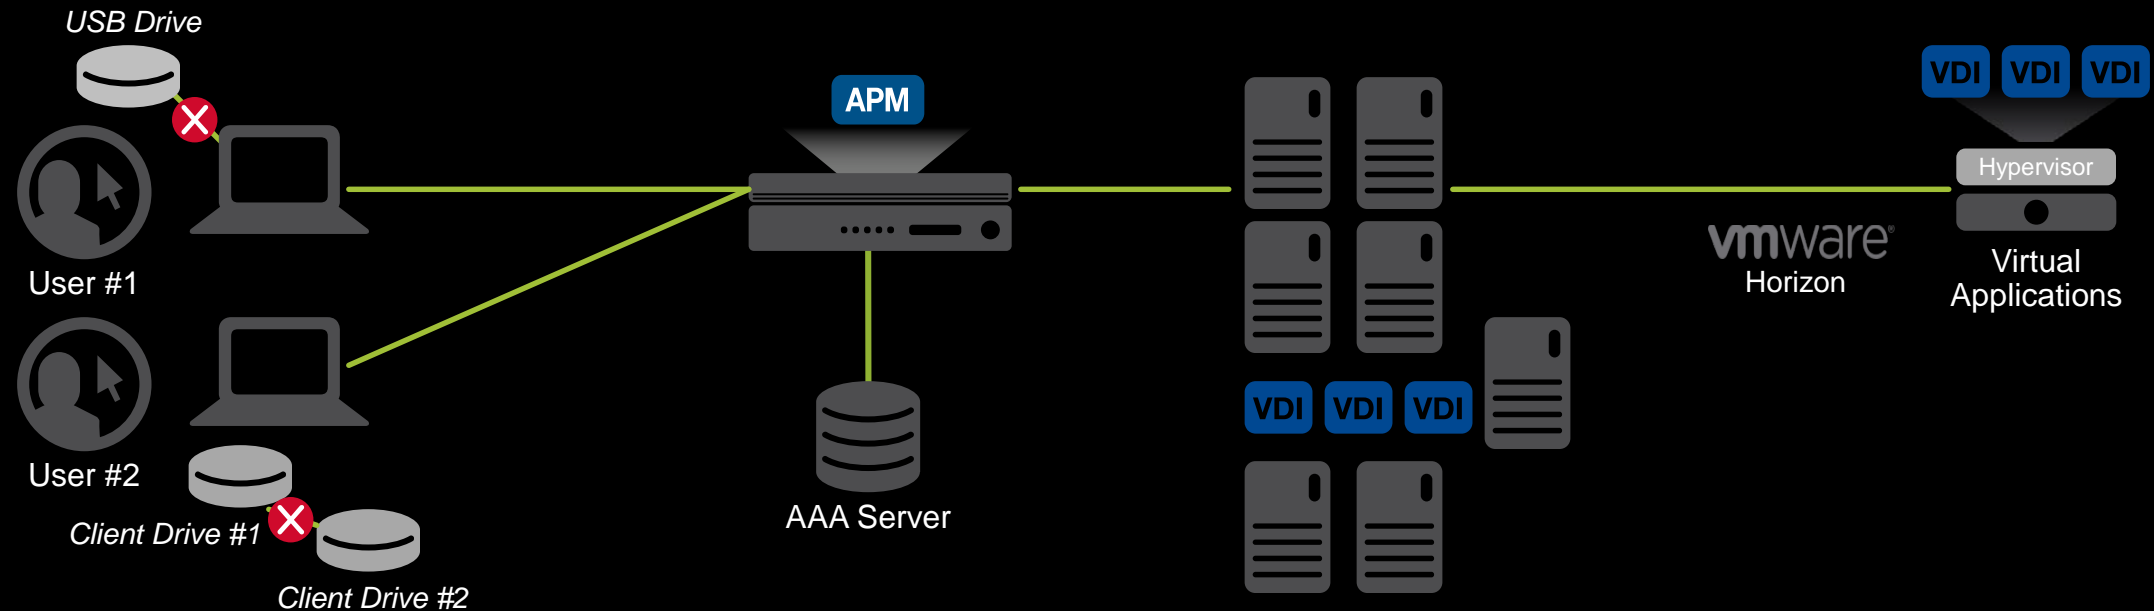 USB Drive
User #1
User #2
Client Drive #1
Client Drive #2
APM
AAA Server
VDI VDI VDI
vmware®
Horizon
VDI VDI VDI
Hypervisor
Virtual
Applications